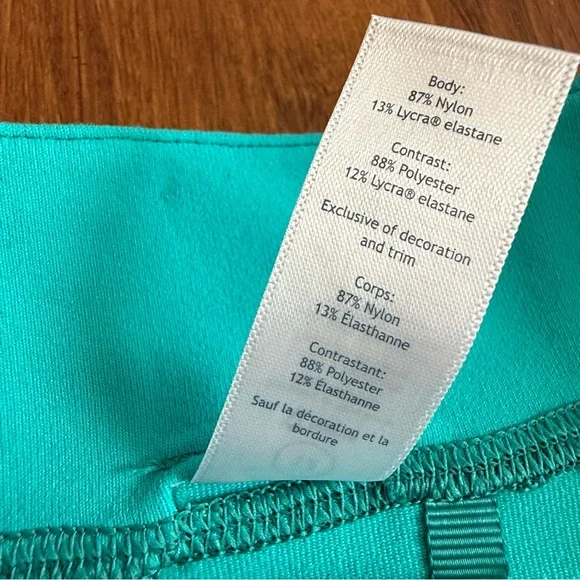 Body:
87% Nylon
13% Lycra® elastane
Contrast:
88% Polyester
12% Lycra® elastane
Exclusive of decoration
and trim
Corps:
87% Nylon
13% Élasthanne
Contrastant:
88% Polyester
12% Élasthanne
Sauf la décoration et la
bordure